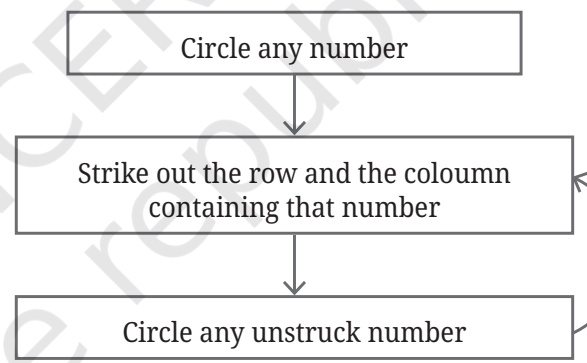 Circle any number
Strike out the row and the coloumn
containing that number
Circle any unstruck number